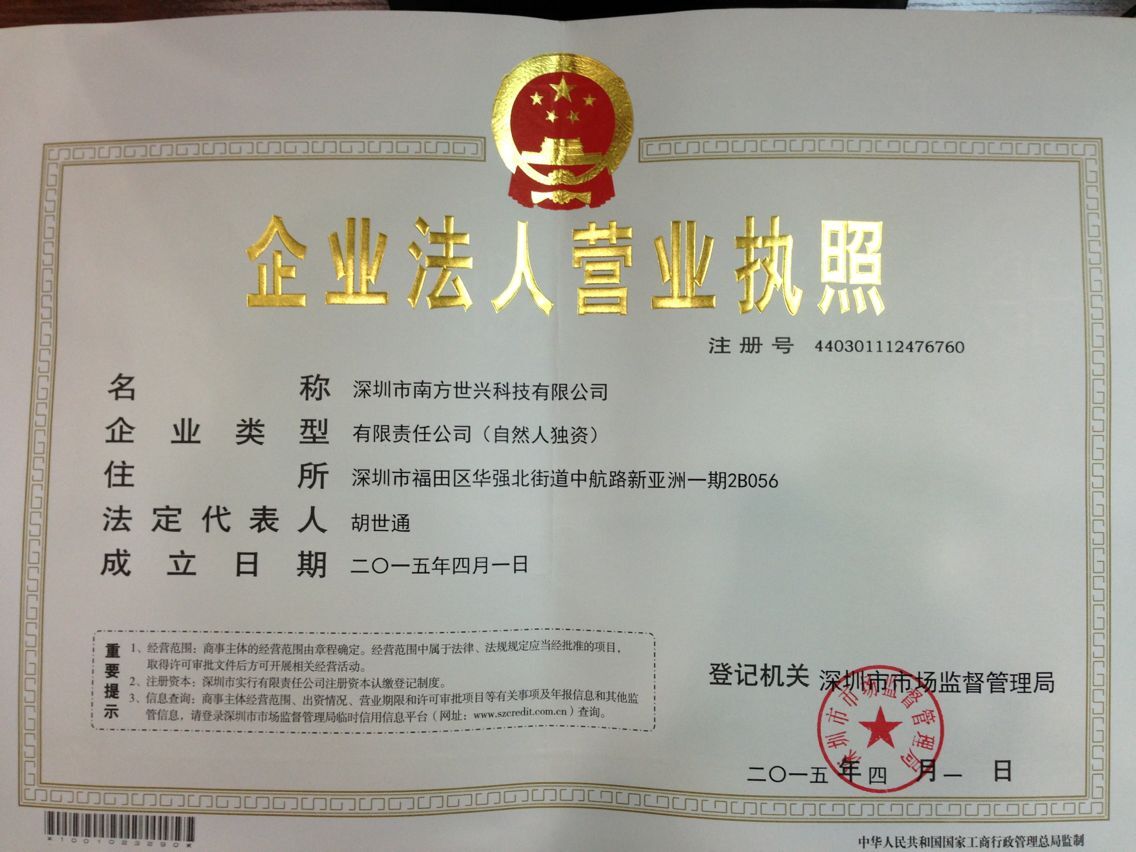 企业法人营业执照
注册号 440301112476760
名称 深圳市南方世兴科技有限公司
企业类型 有限责任公司（自然人独资）
住所 深圳市福田区华强北街道中航路新亚洲一期2B056
法定代表人 胡世通
成立日期 二〇一五年四月一日
重要提示
1、经营范围：商事主体的经营范围由章程确定。经营范围中属于法律、法规规定应当经批准的项目，
取得许可审批文件后方可开展相关经营活动。
2、注册资本：深圳市实行有限责任公司注册资本认缴登记制度。
3、信息查询：商事主体经营范围、出资情况、营业期限和许可审批项目等有关事项及年报信息和其他监
管信息，请登录深圳市市场监督管理局临时信用信息平台（网址：www.szcredit.com.cn）查询。
登记机关 深圳市市场监督管理局
深圳市市场监督管理局
二〇一五年四月一日
*10010023290*
中华人民共和国国家工商行政管理总局监制